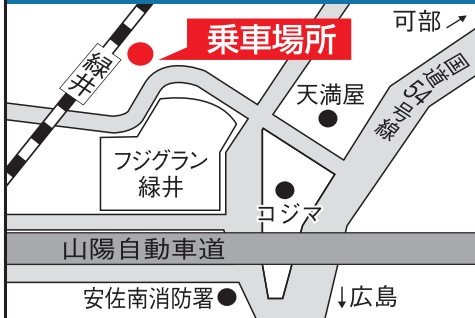 可部
乗車場所
緑井
天満屋
国道54号線
フジグラン
緑井
コジマ
山陽自動車道
安佐南消防署
広島